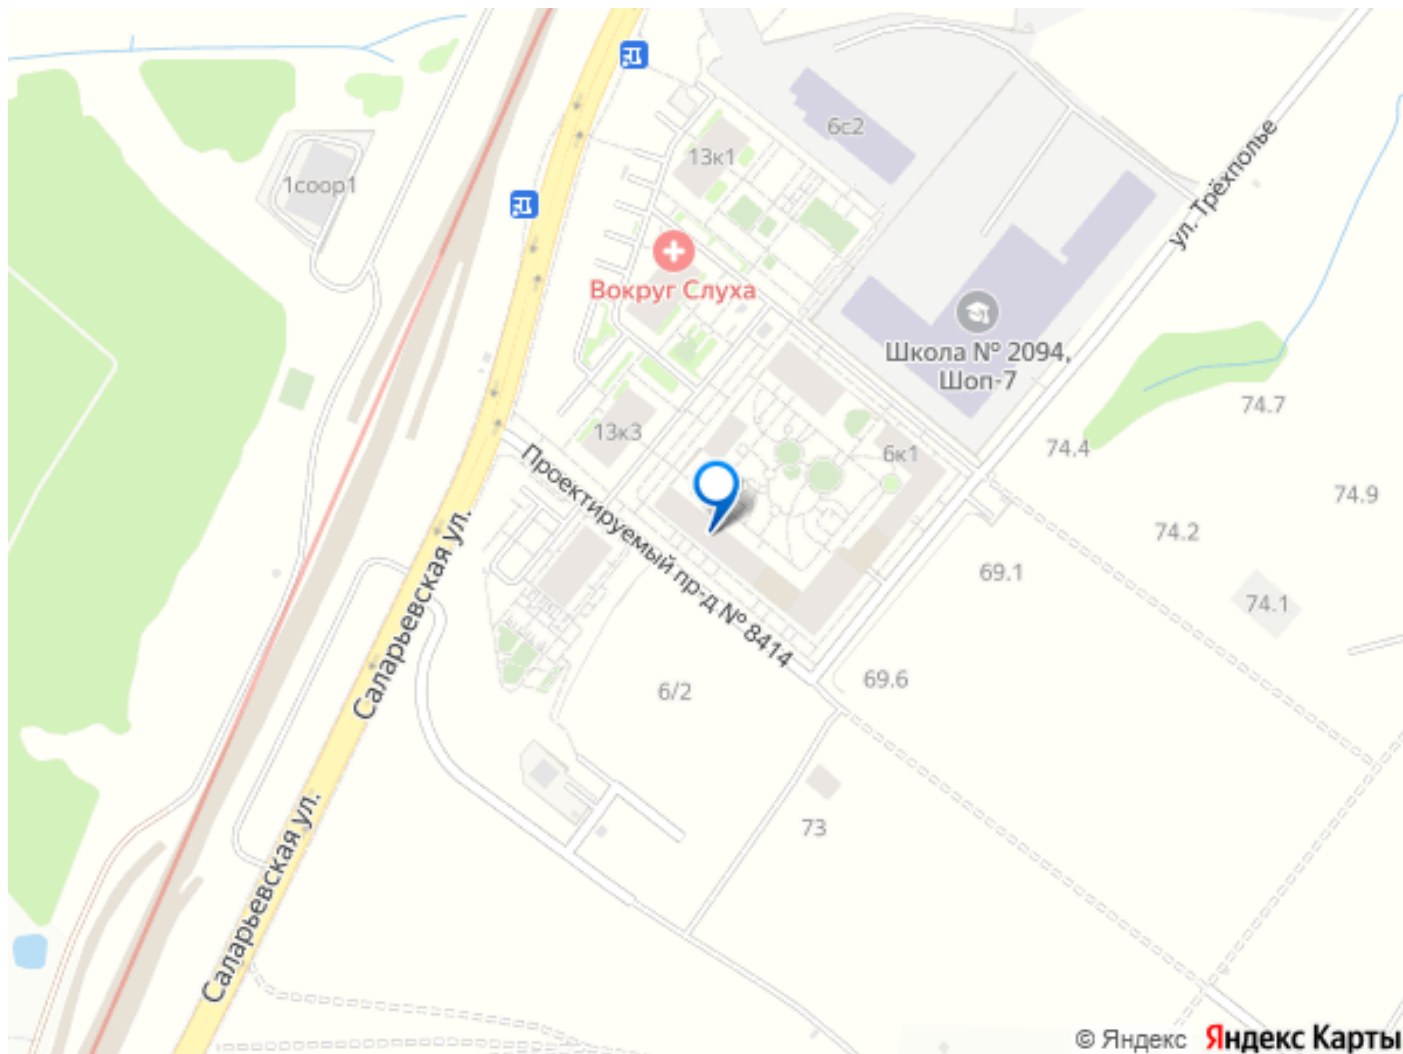 6с2
13к1
1соор1
ул. Трёхполье
Вокруг Слуха
Школа № 2094,
Шоп-7
74.7
13к3
6к1
74.4
74.9
Проектируемый пр-д № 8414
74.2
Саларьевская ул.
69.1
74.1
69.6
6/2
73
Саларьевская ул.
© Яндекс Яндекс Карты